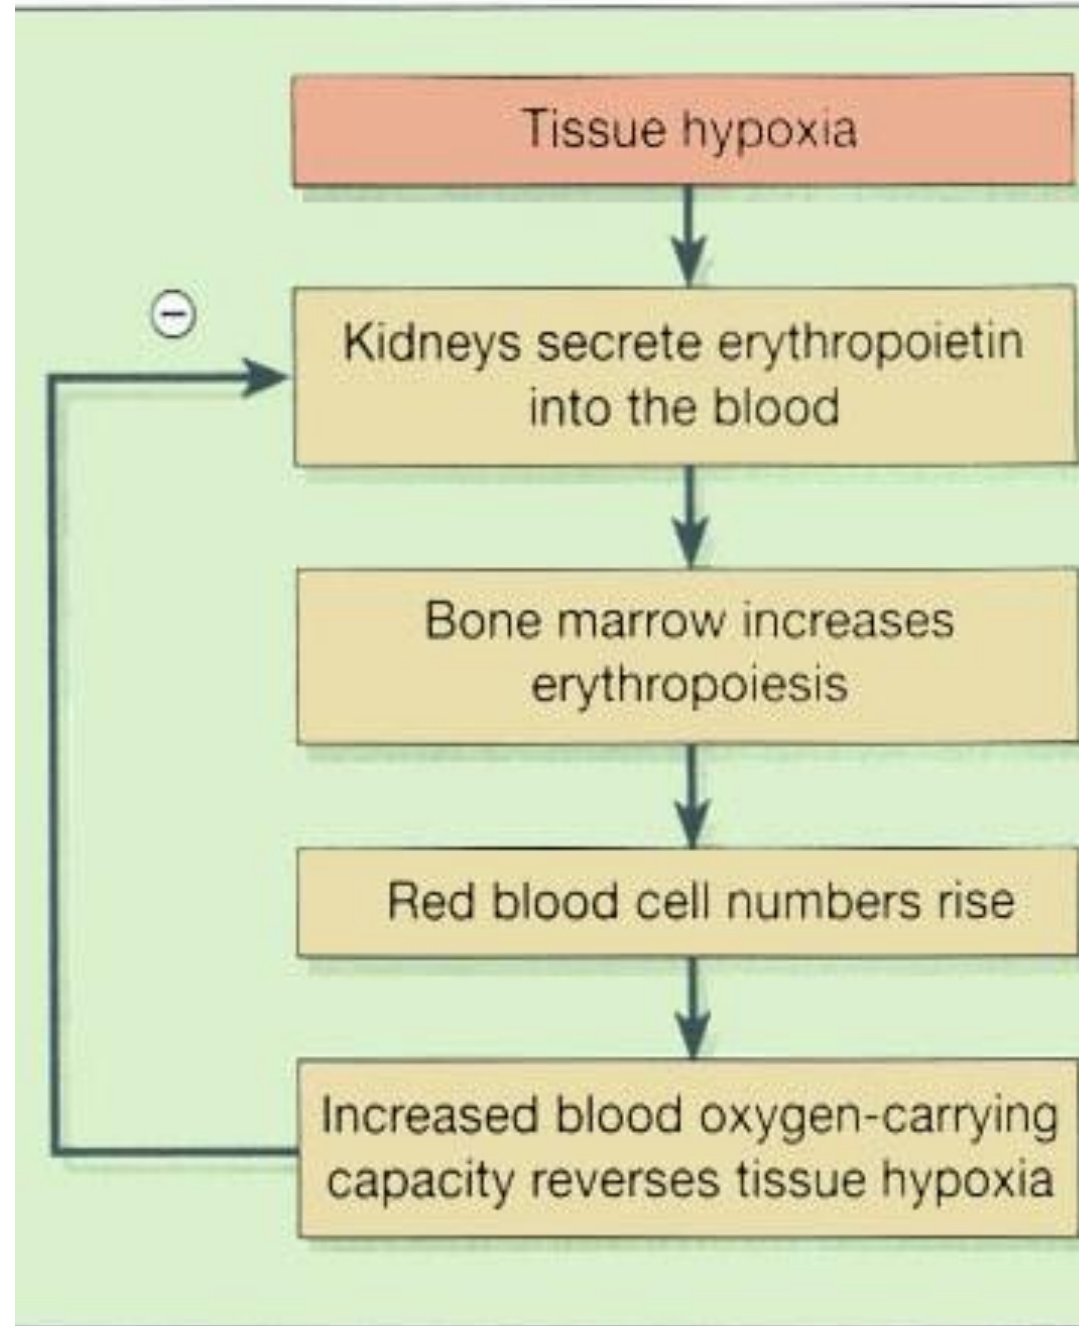 Tissue hypoxia
−
Kidneys secrete erythropoietin
into the blood
Bone marrow increases
erythropoiesis
Red blood cell numbers rise
Increased blood oxygen-carrying
capacity reverses tissue hypoxia